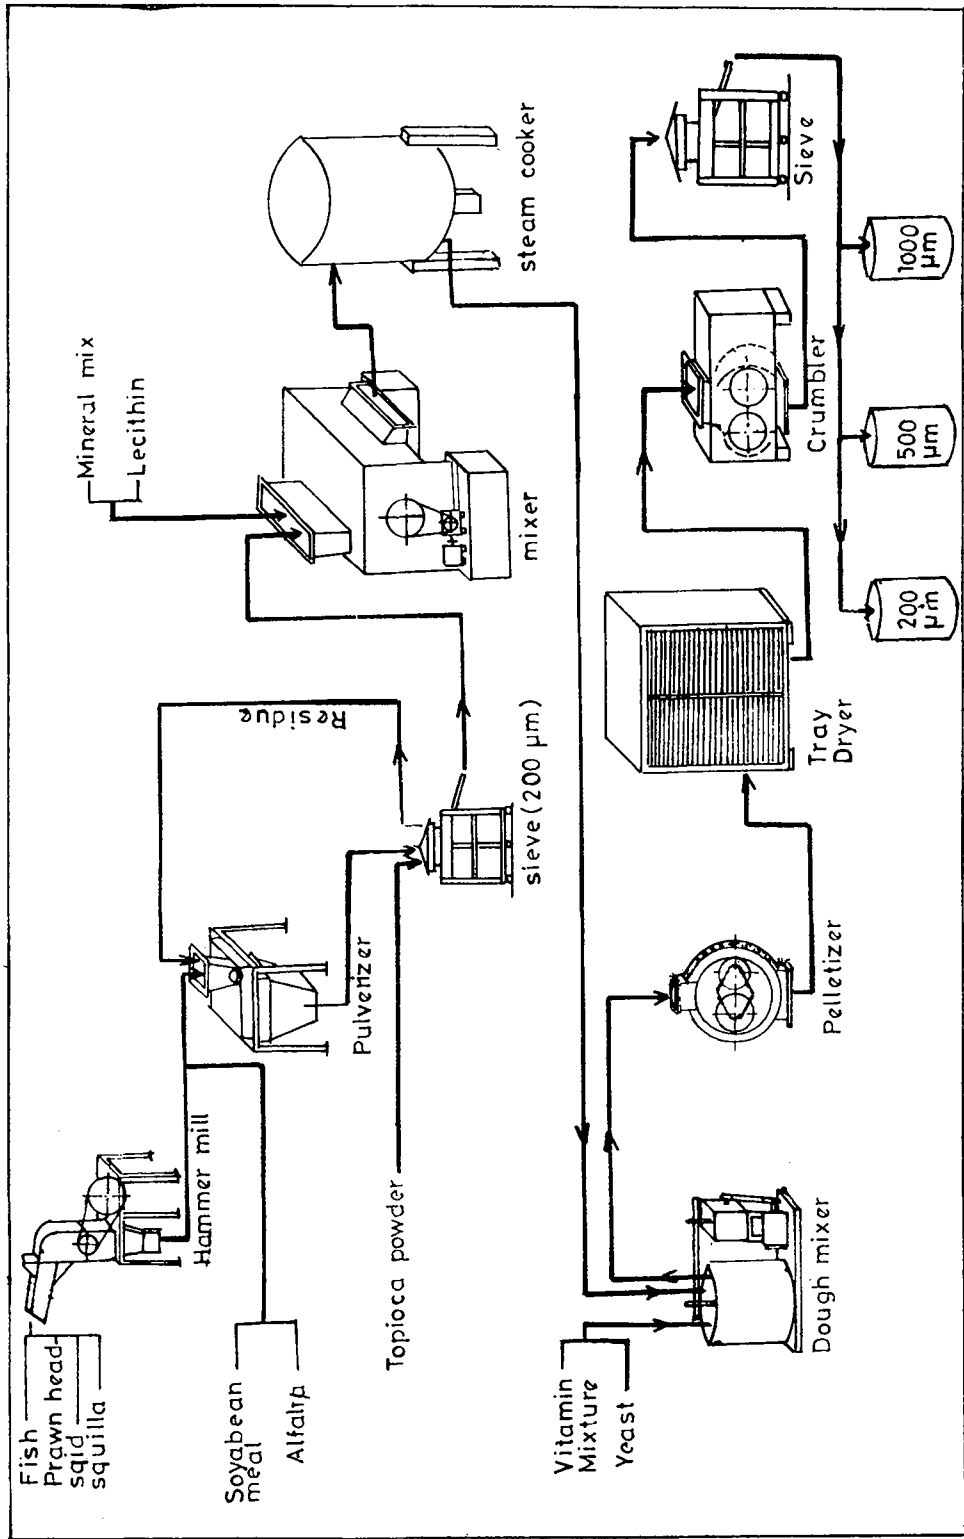 Fish
Prawn head
sqid
squilla
Hammer mill
Soyabean
meal
Alfalfa
Pulverizer
Residue
Topioca powder
sieve (200 µm)
Mineral mix
Lecithin
mixer
steam cooker
Vitamin
Mixture
Yeast
Dough mixer
Pelletizer
Tray
Dryer
Crumbler
Sieve
200
µm
500
µm
1000
µm